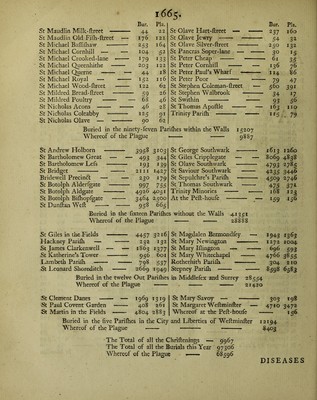 1665.
Bur. Pla. Bur. Pla.
St Maudlin Milk-street — 44 22 St Olave Hart-street — 237 160
St Maudlin Old Fish-street — 176 121 St Olave Jewry — 54 32
St Michael Bassishaw — 253 164 St Olave Silver-street — 250 132
St Michael Cornhill — 104 52 St Pancras Soper-lane — 30 15
St Michael Crooked-lane — 179 133 St Peter Cheap — 61 35
St Michael Queenhithe — 203 122 St Peter Cornhill — 136 76
St Michael Querne — 44 18 St Peter Paul's Wharf — 114 86
St Michael Royal — 152 116 St Peter Poor — 79 47
St Michael Wood-street — 122 62 St Stephen Coleman-street — 560 391
St Mildred Bread-street — 59 26 St Stephen Walbrook — 34 17
St Mildred Poultry — 68 46 St Swithin — 93 56
St Nicholas Acons — 46 28 St Thomas Apostle — 163 110
St Nicholas Coleabby — 125 91 Trinity Parish — 115 79
St Nicholas Olave — 90 62
Buried in the ninety-seven Parishes within the Walls 15207
Whereof of the Plague — 9887
St Andrew Holborn 3958 3103 St George Southwark — 1613 1260
St Bartholomew Great — 493 344 St Giles Cripplegate — 8069 4838
St Bartholomew Less — 193 139 St Olave Southwark — 4793 2785
St Bridget — 2111 1427 St Saviour Southwark — 4235 3446
Bridewell Precinct — 230 179 St Sepulchre's Parish — 4509 2746
St Botolph Aldersgate — 997 755 St Thomas Southwark — 475 371
St Botolph Aldgate — 4926 4051 Trinity Minories — 168 123
St Botolph Bishopsgate — 3464 2500 At the Pest-house — 159 156
St Dunstan West — 958 665
Buried in the sixteen Parishes without the Walls 41351
Whereof of the Plague — 28888
St Giles in the Fields — 4457 3216 St Magdalen Bermondsey — 1943 1363
Hackney Parish — 232 132 St Mary Newington — 1272 1004
St James Clarkenwell — 1863 1377 St Mary Islington — 696 593
St Katherine's Tower — 956 601 St Mary Whitechapel — 4766 3855
Lambeth Parish — 798 537 Rotherhith Parish — 304 210
St Leonard Shoreditch — 2669 1949 Stepney Parish — 8598 6583
Buried in the twelve Out Parishes in Middlesex and Surrey 28554
Whereof of the Plague — 21420
St Clement Danes — 1969 1319 St Mary Savoy — 303 198
St Paul Covent Garden — 408 261 St Margaret Westminster — 4710 3472
St Martin in the Fields — 4804 2883 Whereof at the Pest-house — 156
Buried in the five Parishes in the City and Liberties of Westminster 12194
Whereof of the Plague — 8403
The Total of all the Christenings — 9967
The Total of all the Burials this Year 97306
Whereof of the Plague — 68596
DISEASES